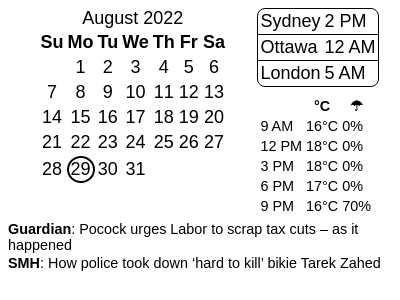 August 2022
Su Mo Tu We Th Fr Sa
1 2 3 4 5 6
7 8 9 10 11 12 13
14 15 16 17 18 19 20
21 22 23 24 25 26 27
28 29 30 31
Sydney 2 PM
Ottawa 12 AM
London 5 AM
°C ☂
9 AM 16°C 0%
12 PM 18°C 0%
3 PM 18°C 0%
6 PM 17°C 0%
9 PM 16°C 70%
Guardian: Pocock urges Labor to scrap tax cuts – as it
happened
SMH: How police took down ‘hard to kill’ bikie Tarek Zahed